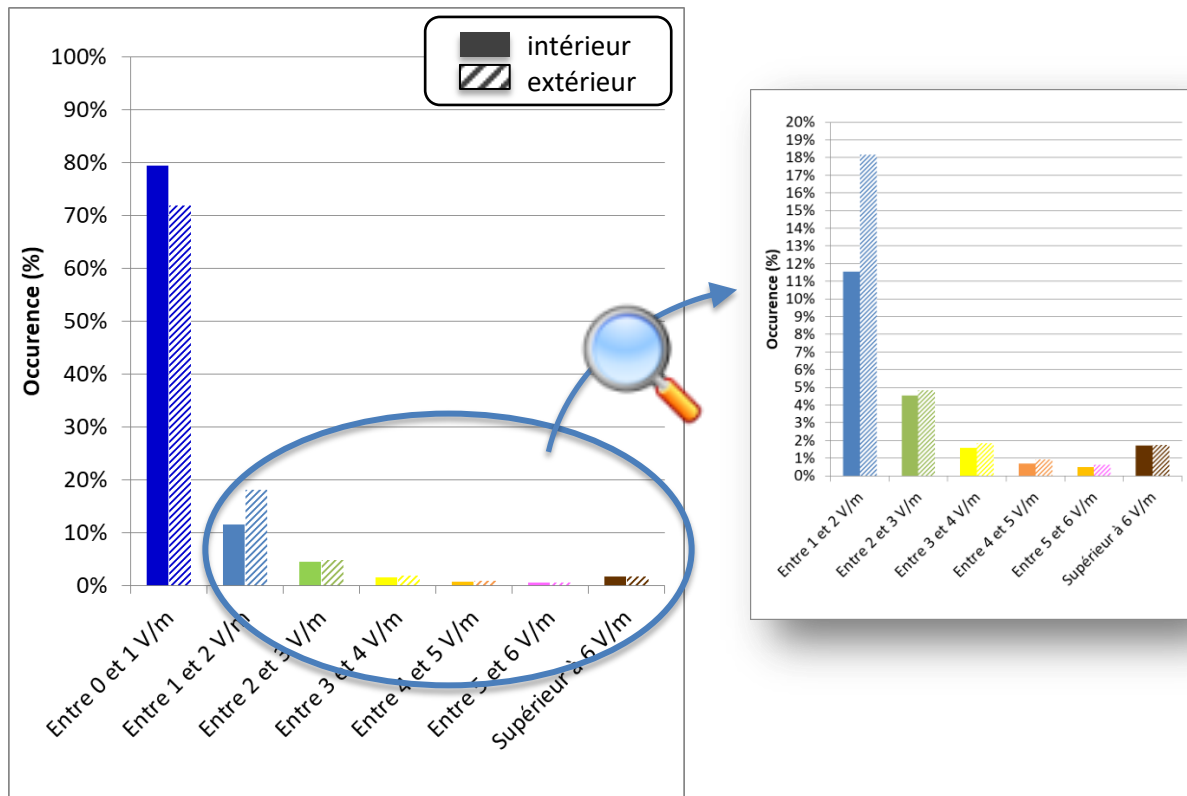 intérieur
extérieur
100%
90%
80%
70%
60%
50%
40%
30%
20%
10%
0%
Occurence (%)
Entre 0 et 1 V/m
Entre 1 et 2 V/m
Entre 2 et 3 V/m
Entre 3 et 4 V/m
Entre 4 et 5 V/m
Entre 5 et 6 V/m
Supérieur à 6 V/m
20%
19%
18%
17%
16%
15%
14%
13%
12%
11%
10%
9%
8%
7%
6%
5%
4%
3%
2%
1%
0%
Occurence (%)
Entre 1 et 2 V/m
Entre 2 et 3 V/m
Entre 3 et 4 V/m
Entre 4 et 5 V/m
Entre 5 et 6 V/m
Supérieur à 6 V/m